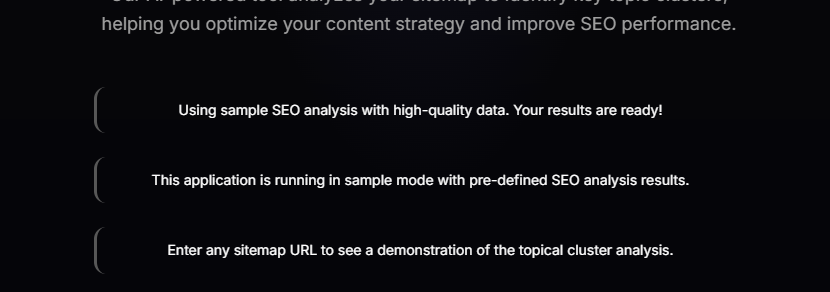 helping you optimize your content strategy and improve SEO performance.
Using sample SEO analysis with high-quality data. Your results are ready!
This application is running in sample mode with pre-defined SEO analysis results.
Enter any sitemap URL to see a demonstration of the topical cluster analysis.